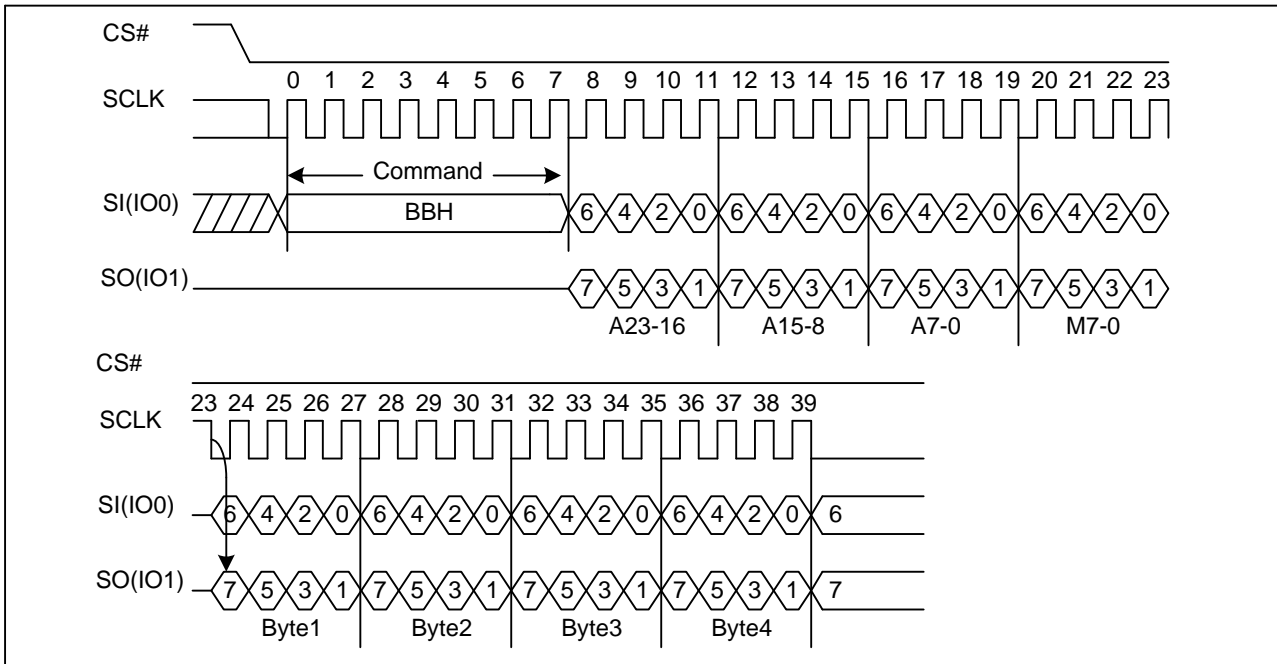 CS#
0 1 2 3 4 5 6 7 8 9 10 11 12 13 14 15 16 17 18 19 20 21 22 23
SCLK
Command
SI(IO0) BBH 6 4 2 0 6 4 2 0 6 4 2 0 6 4 2 0
SO(IO1) 7 5 3 1 7 5 3 1 7 5 3 1 7 5 3 1
A23-16 A15-8 A7-0 M7-0
CS#
23 24 25 26 27 28 29 30 31 32 33 34 35 36 37 38 39
SCLK
SI(IO0) 6 4 2 0 6 4 2 0 6 4 2 0 6 4 2 0 6
SO(IO1) 7 5 3 1 7 5 3 1 7 5 3 1 7 5 3 1 7
Byte1 Byte2 Byte3 Byte4